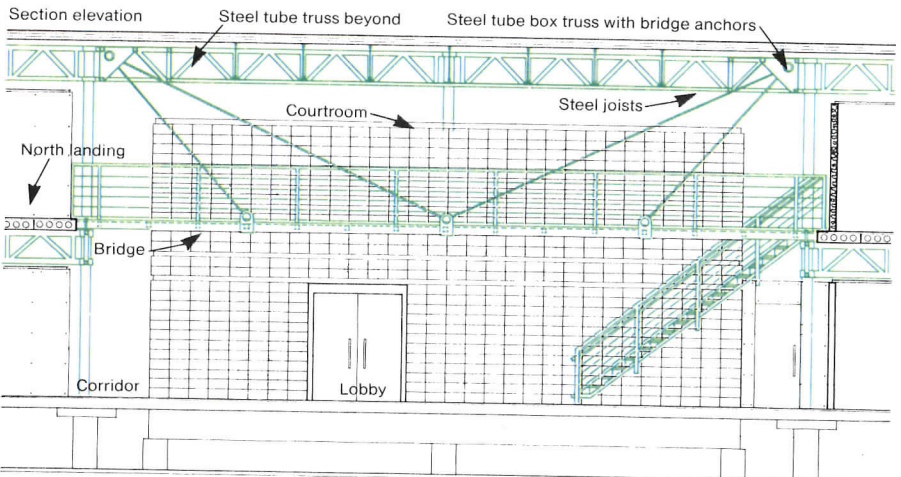 Section elevation
Steel tube truss beyond
Steel tube box truss with bridge anchors
Courtroom
Steel joists
North landing
Bridge
Corridor
Lobby